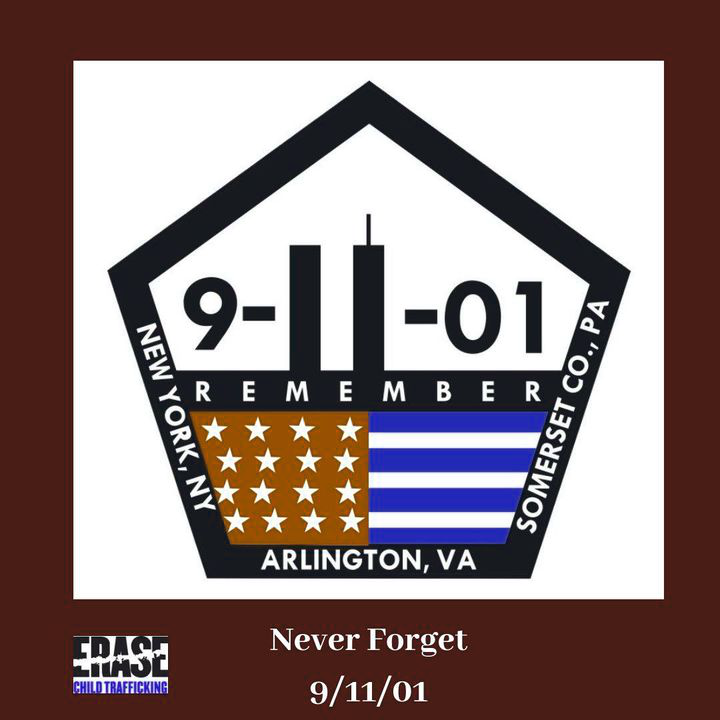 9-11-01
REMEMBER
NEW YORK, NY
SOMERSET CO., PA
ARLINGTON, VA
Never Forget
9/11/01
ERASE
CHILD TRAFFICKING